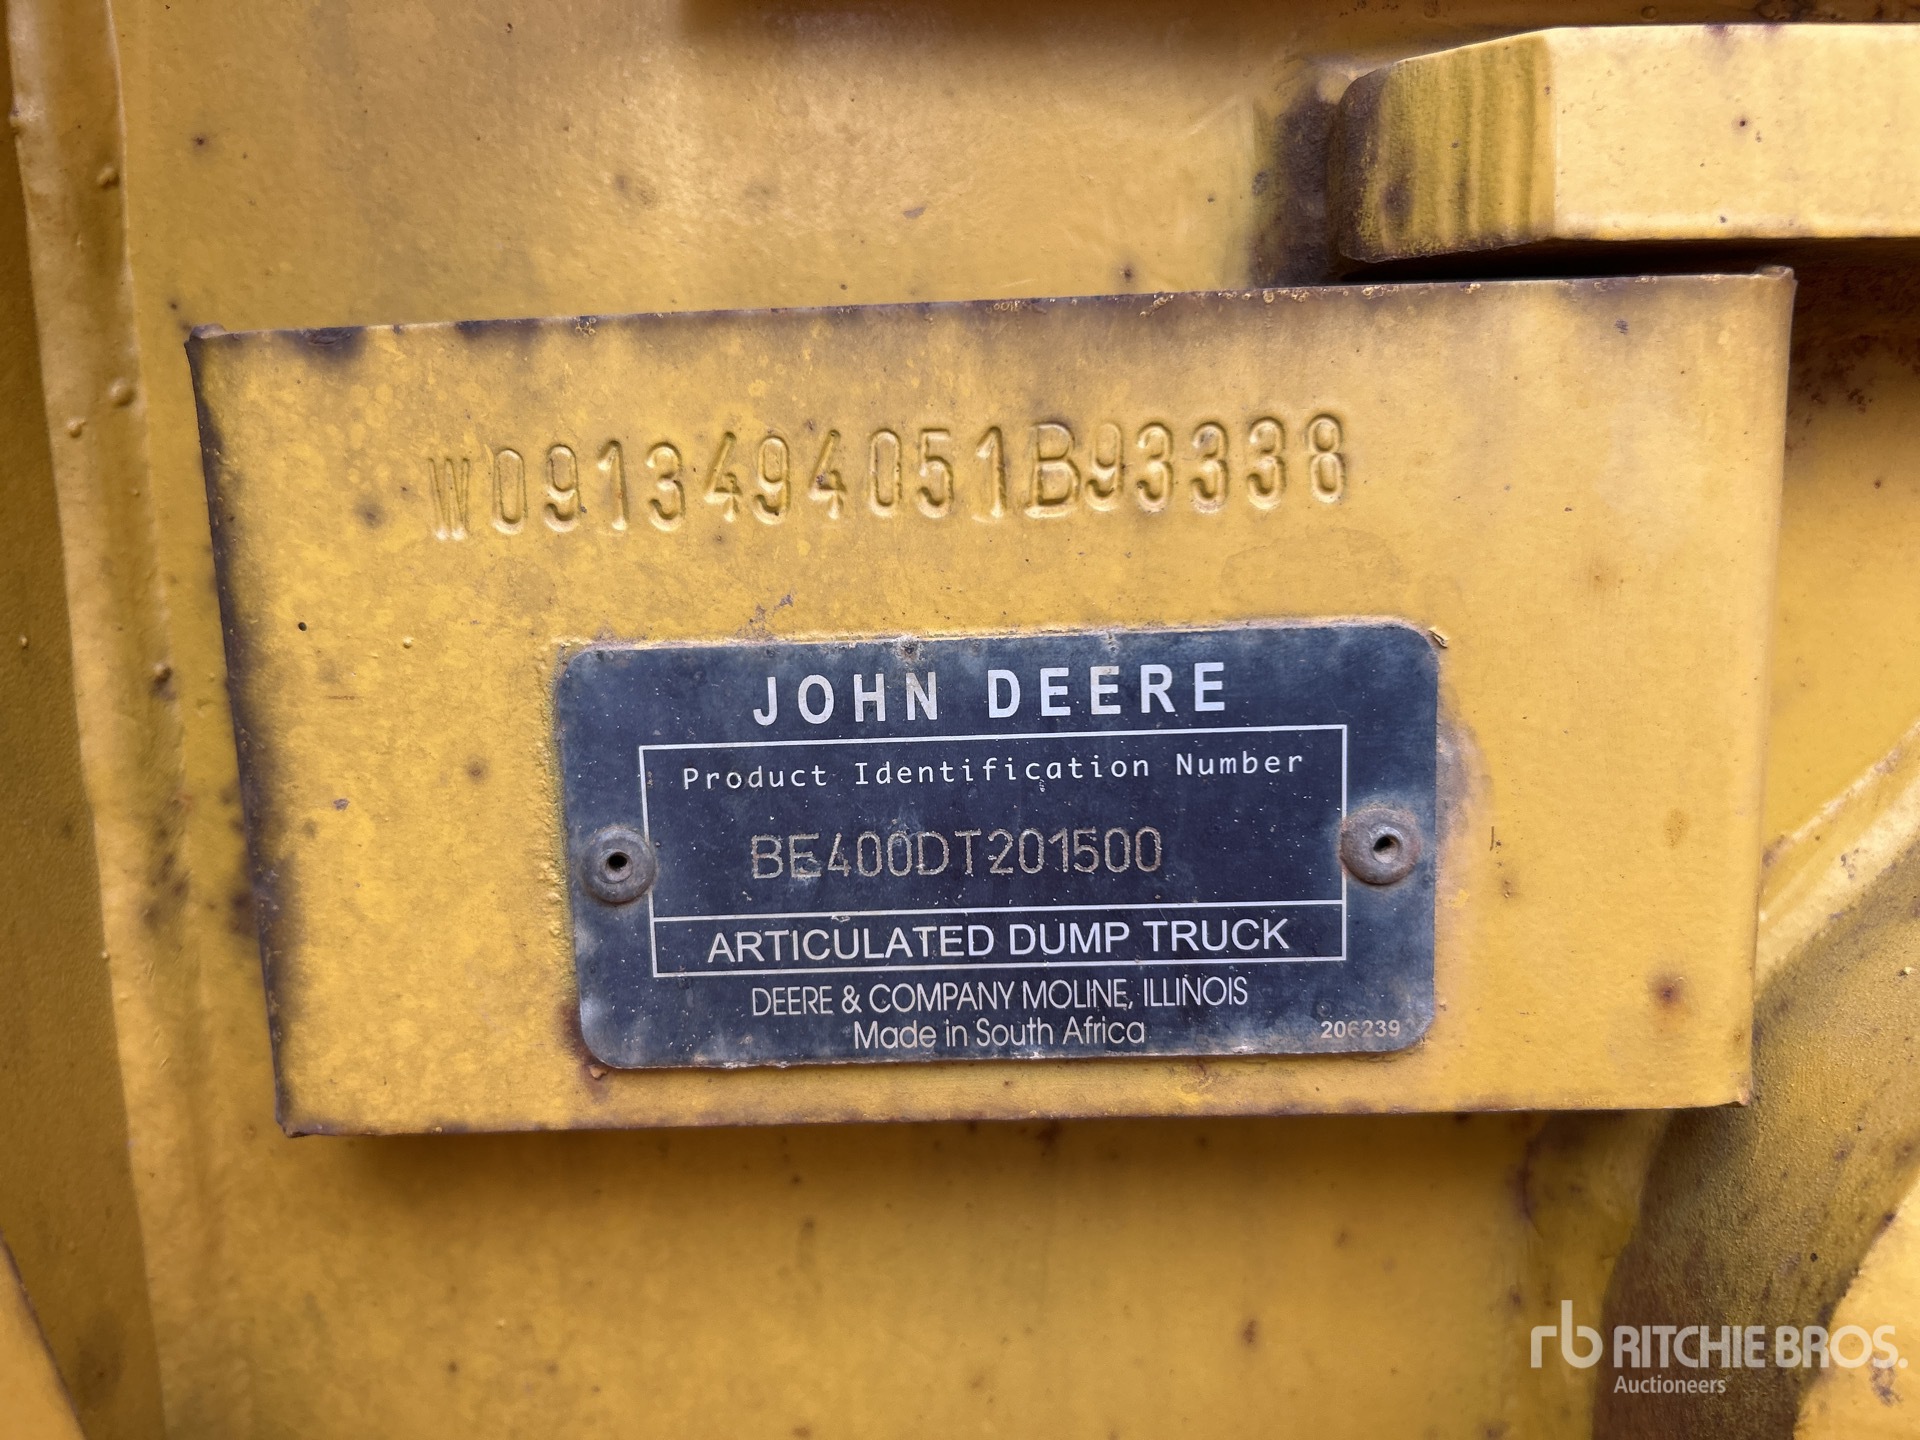 W0913494051B93338
JOHN DEERE
Product Identification Number
BE400DT201500
ARTICULATED DUMP TRUCK
DEERE & COMPANY MOLINE, ILLINOIS
Made in South Africa
206239
rb RITCHIE BROS.
Auctioneers